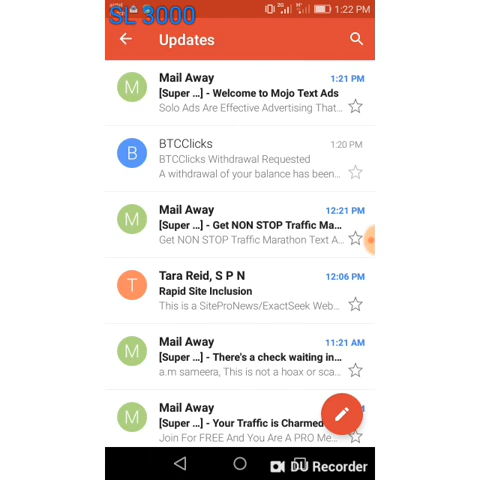 SL 3000
1:22 PM
Updates
M
Mail Away
1:21 PM
[Super ...] - Welcome to Mojo Text Ads
Solo Ads Are Effective Advertising That...
B
BTCClicks
1:20 PM
BTCClicks Withdrawal Requested
A withdrawal of your balance has been...
M
Mail Away
12:21 PM
[Super ...] - Get NON STOP Traffic Ma...
Get NON STOP Traffic Marathon Text A...
T
Tara Reid, S P N
12:06 PM
Rapid Site Inclusion
This is a SiteProNews/ExactSeek Web...
M
Mail Away
11:21 AM
[Super ...] - There's a check waiting in...
a.m sameera, This is not a hoax or sca...
M
Mail Away
[Super ...] - Your Traffic is Charmed
Join For FREE And You Are A PRO Me...
DU Recorder